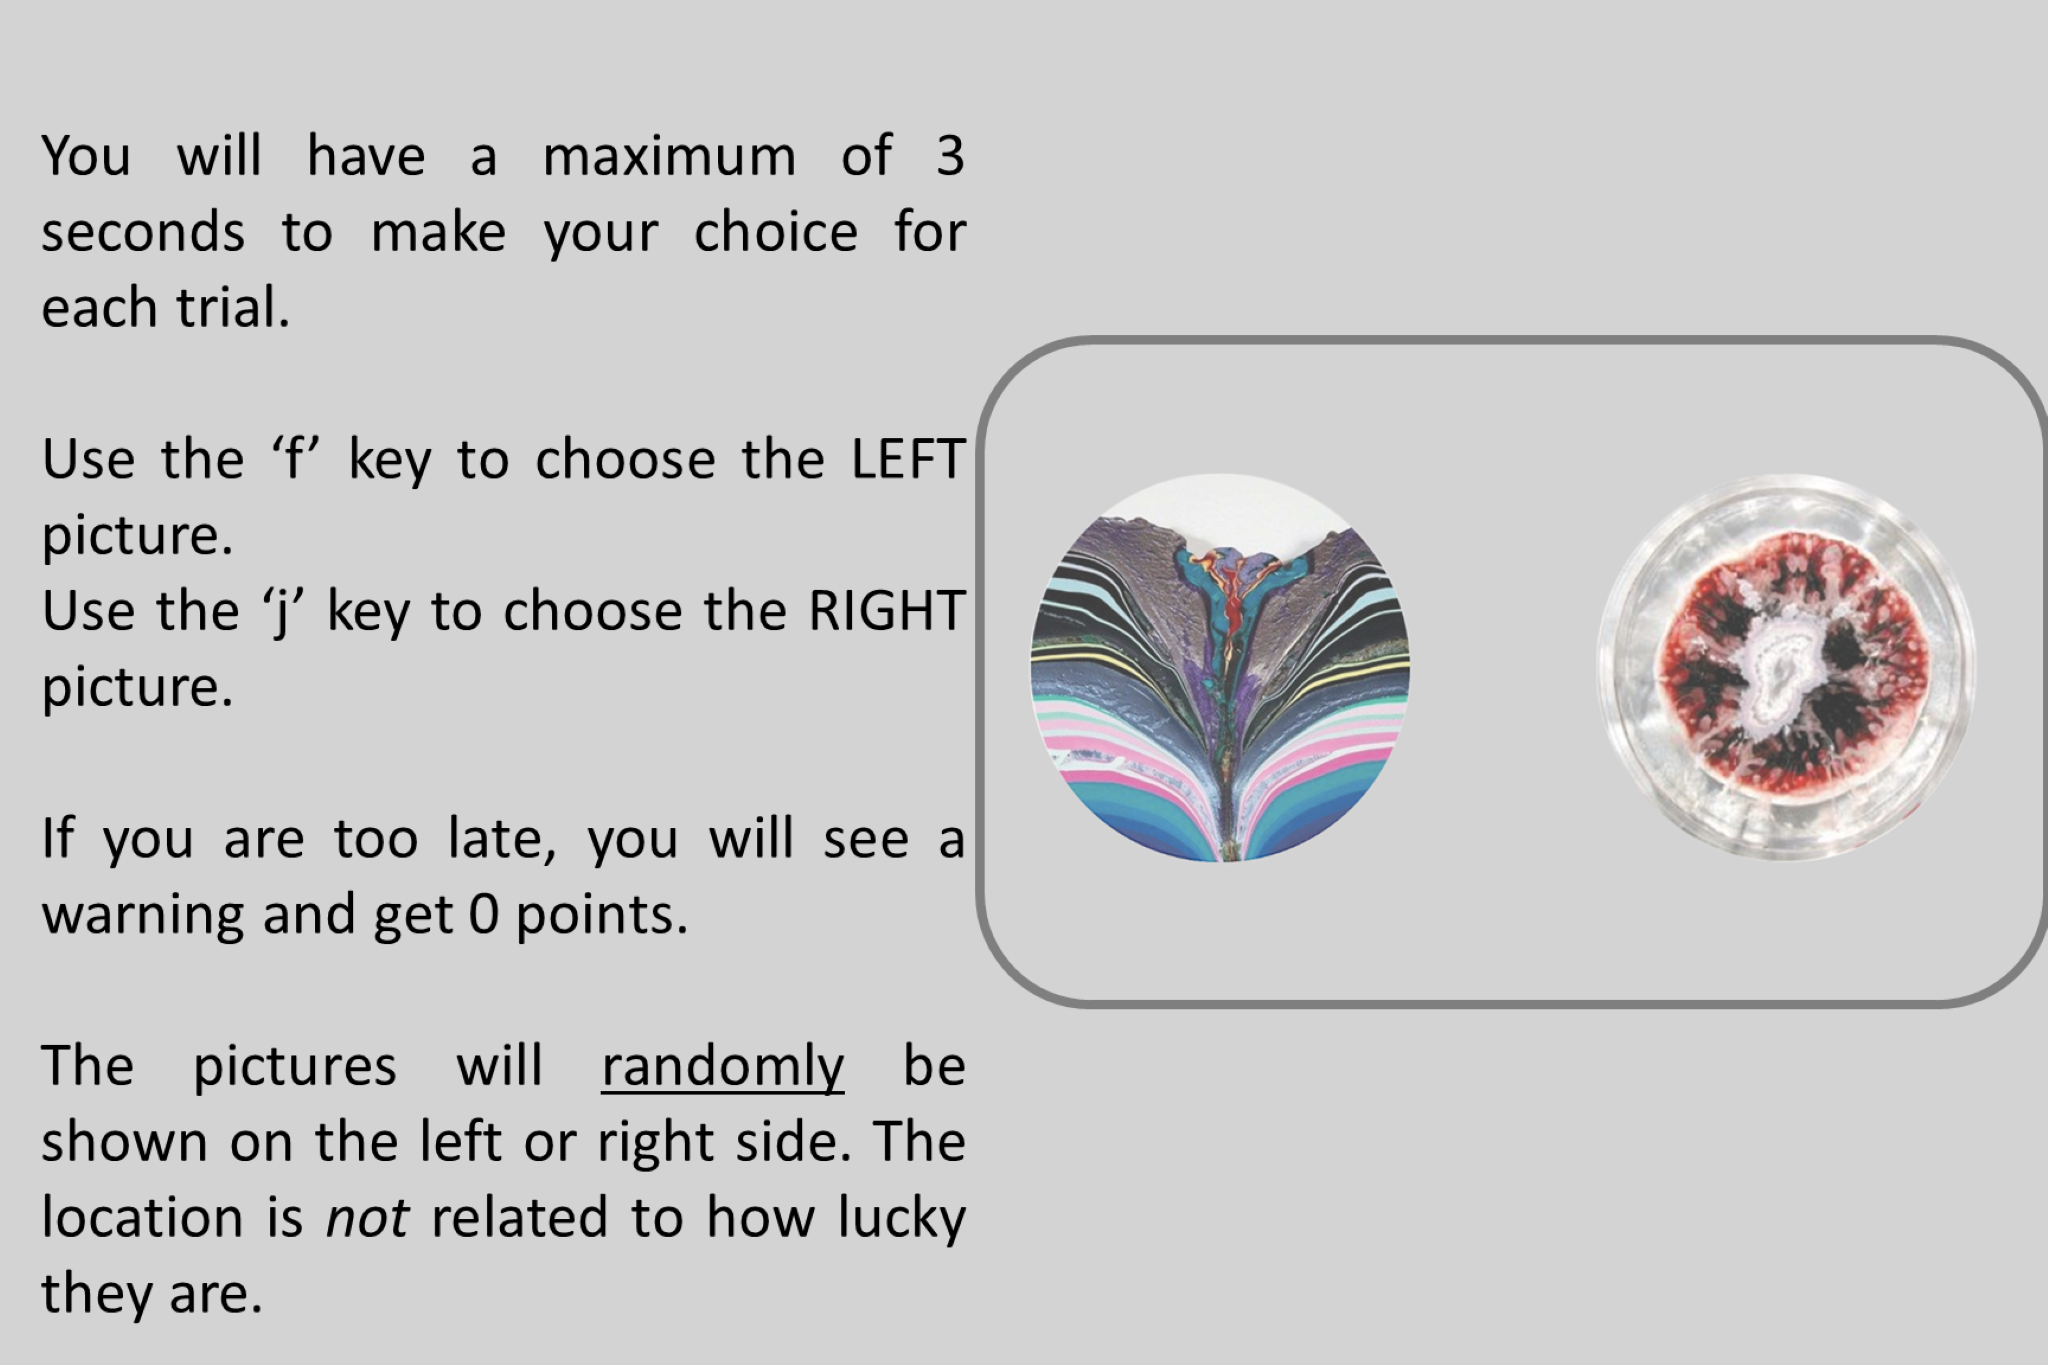 You will have a maximum of 3
seconds to make your choice for
each trial.
Use the ‘f’ key to choose the LEFT
picture.
Use the ‘j’ key to choose the RIGHT
picture.
If you are too late, you will see a
warning and get 0 points.
The pictures will randomly be
shown on the left or right side. The
location is not related to how lucky
they are.